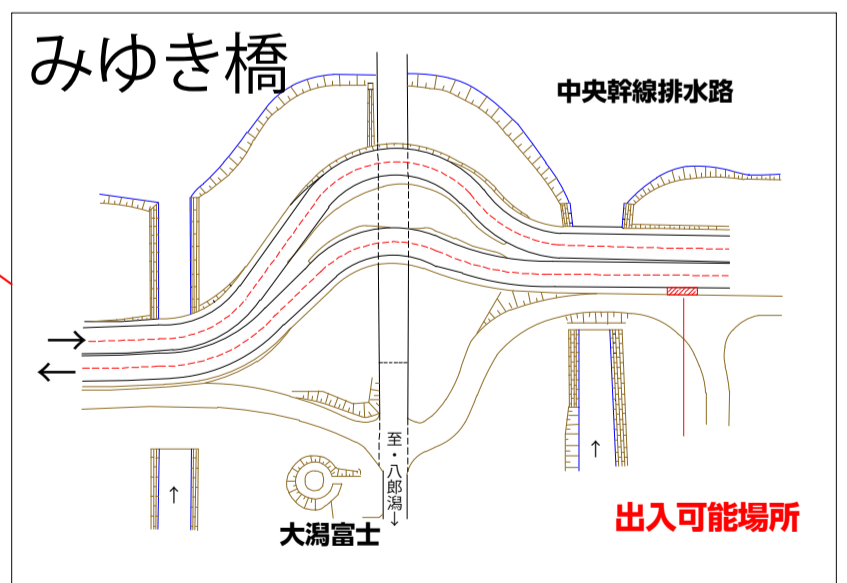 みゆき橋
中央幹線排水路
→
←
至・八郎潟→
↑
↑
大潟富士
出入可能場所